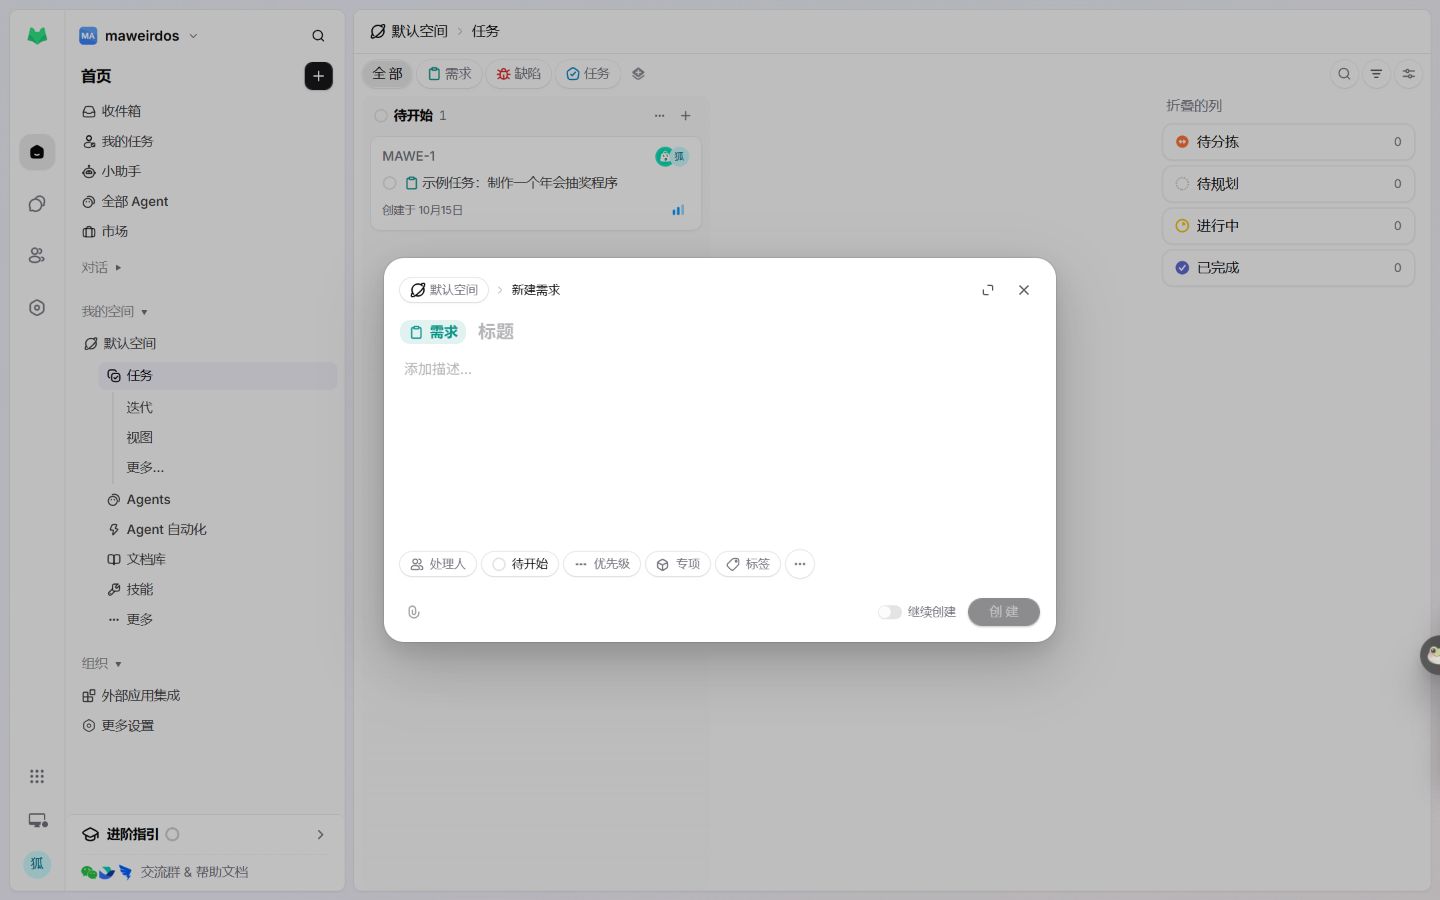 MA maweirdos
首页
收件箱
我的任务
小助手
全部 Agent
市场
对话
我的空间
默认空间
任务
迭代
视图
更多...
Agents
Agent 自动化
文档库
技能
更多
组织
外部应用集成
更多设置
进阶指引
狐
交流群 & 帮助文档
默认空间 任务
全部 需求 缺陷 任务
待开始 1
MAWE-1 狐
示例任务：制作一个年会抽奖程序
创建于 10月15日
折叠的列
待分拣 0
待规划 0
进行中 0
已完成 0
默认空间 新建需求
需求 标题
添加描述...
处理人 待开始 优先级 专项 标签
继续创建 创建